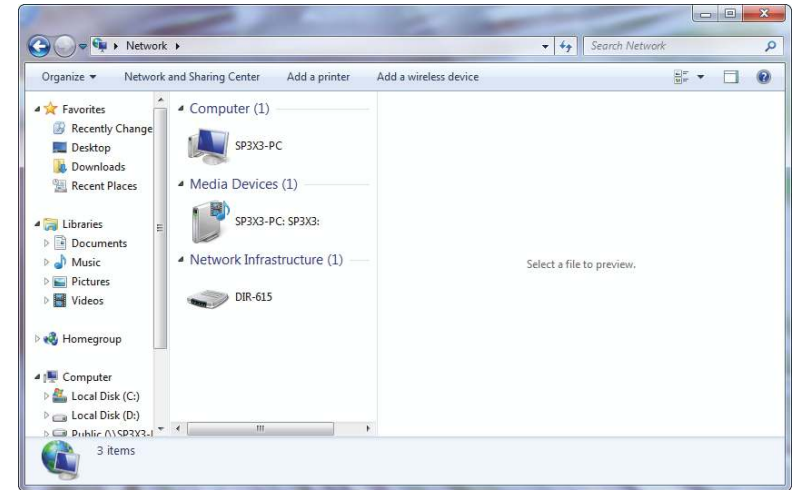 Network
Search Network
Organize
Network and Sharing Center
Add a printer
Add a wireless device
Favorites
Recently Change
Desktop
Downloads
Recent Places
Libraries
Documents
Music
Pictures
Videos
Homegroup
Computer
Local Disk (C:)
Local Disk (D:)
Public (\\SP3X3-
Computer (1)
SP3X3-PC
Media Devices (1)
SP3X3-PC: SP3X3:
Network Infrastructure (1)
DIR-615
Select a file to preview.
3 items